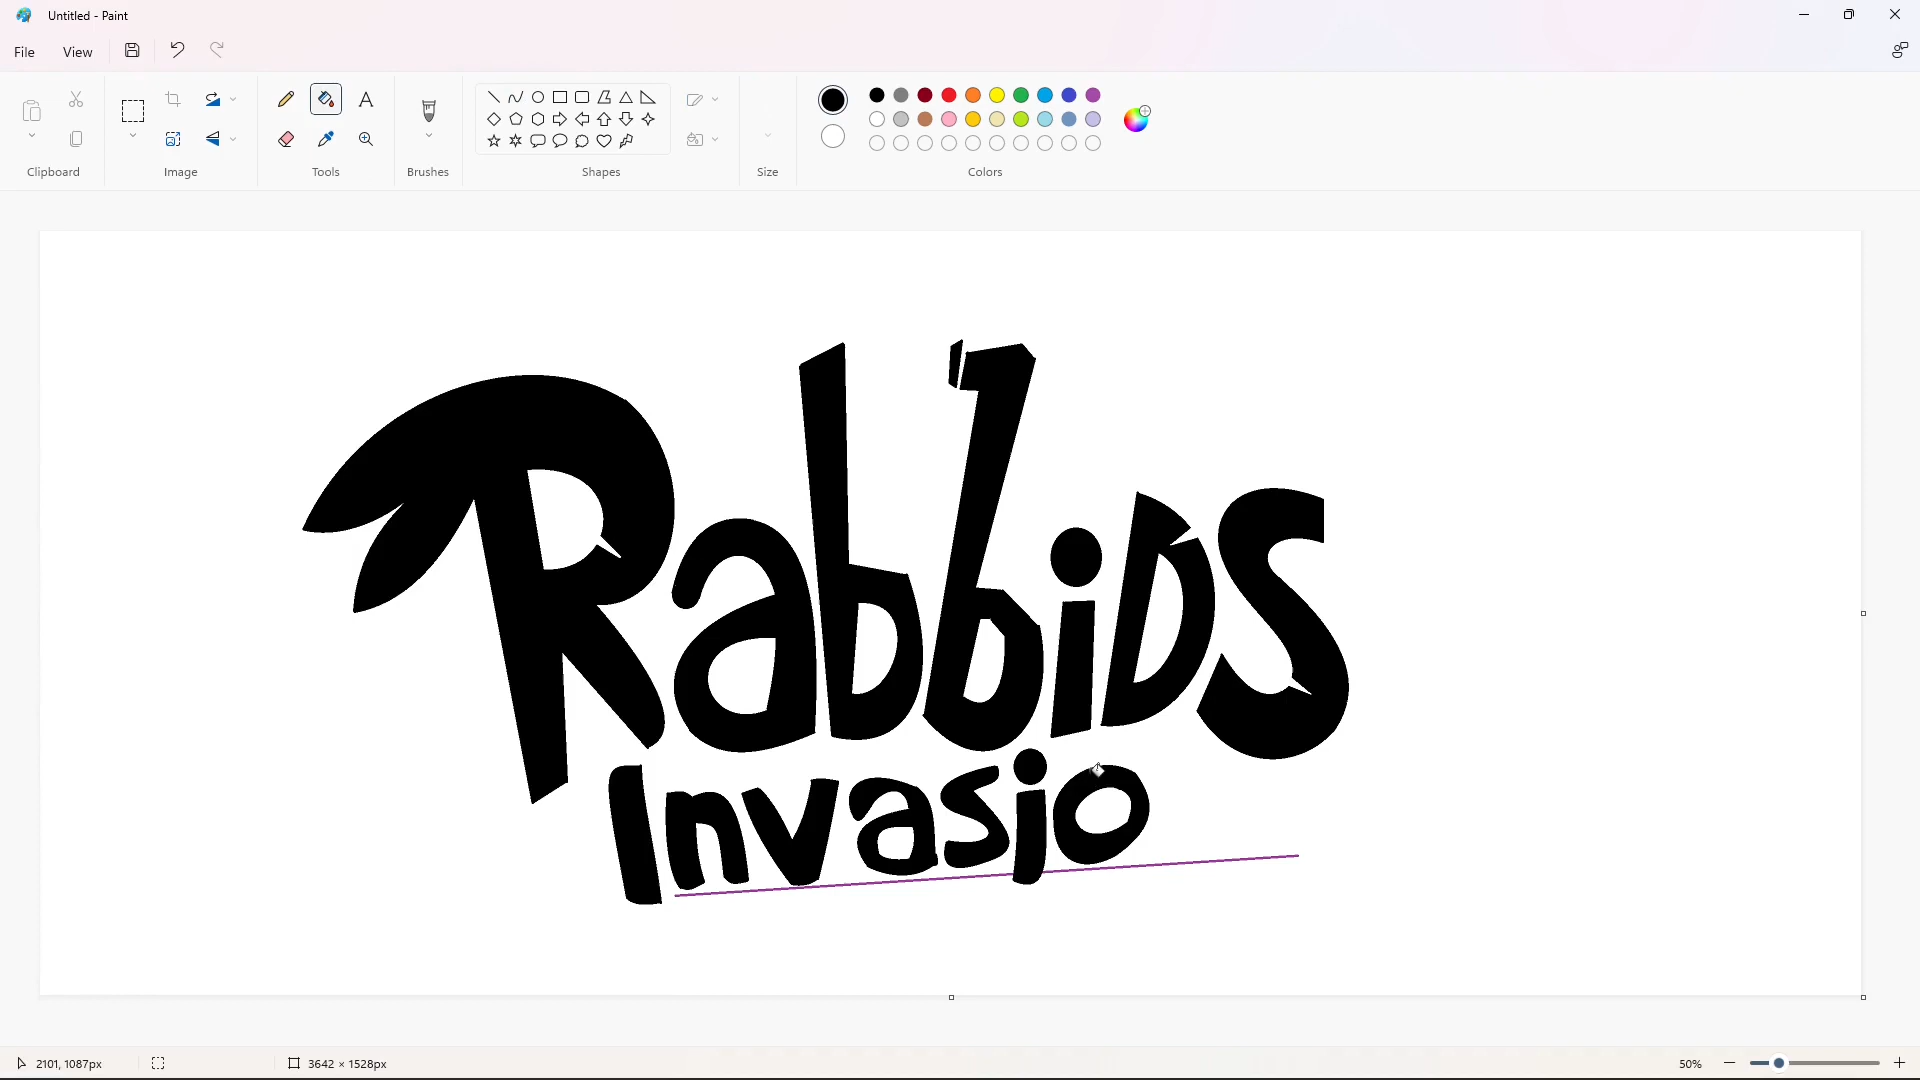 Untitled - Paint
File View
Clipboard Image Tools Brushes Shapes Size Colors
RabbiDS
Invasio
2101, 1087px 3642 × 1528px 50%